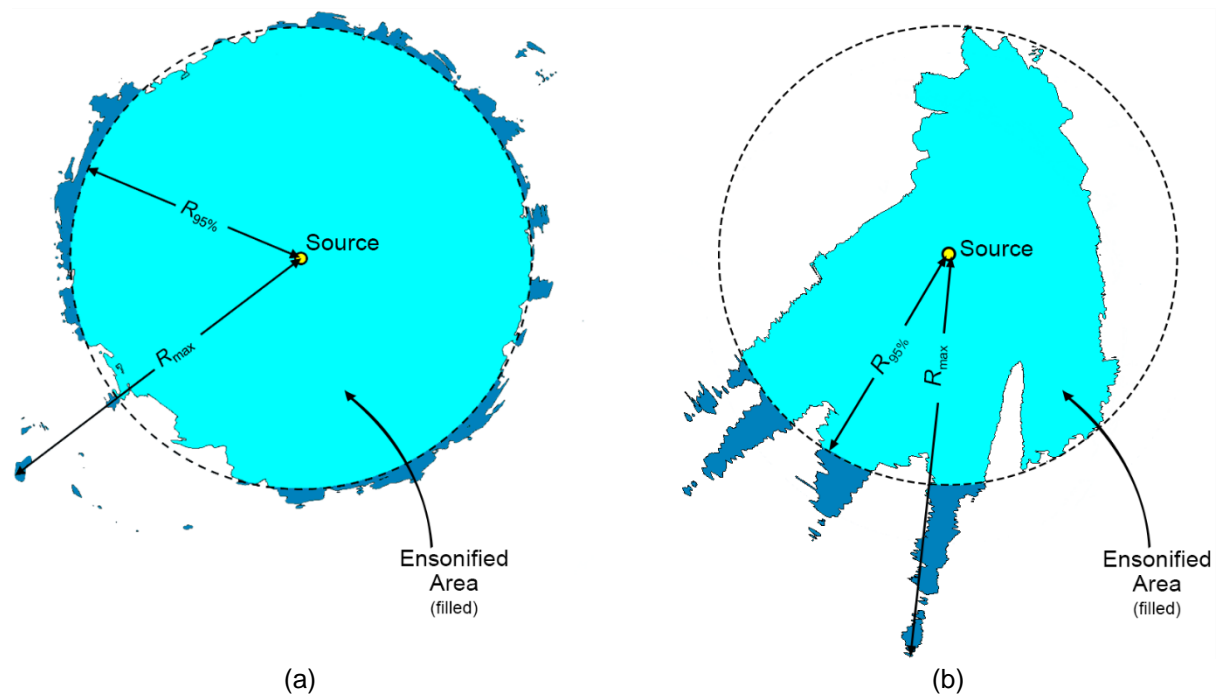 R95%
Source
Rmax
Ensonified
Area
(filled)
(a)
Source
R95%
Rmax
Ensonified
Area
(filled)
(b)